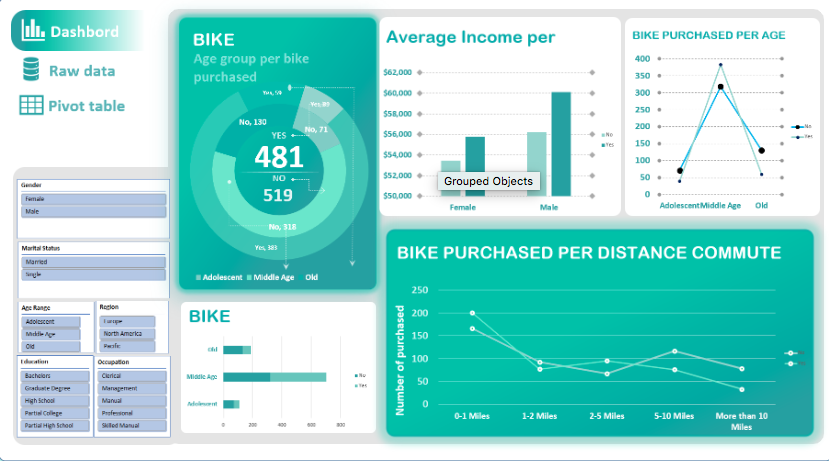 Dashbord
Raw data
Pivot table
Gender
Female
Male
Marital Status
Married
Single
Age Range
Adolescent
Middle Age
Old
Region
Europe
North America
Pacific
Education
Bachelors
Graduate Degree
High School
Partial College
Partial High School
Occupation
Clerical
Management
Manual
Professional
Skilled Manual
BIKE
Age group per bike
purchased
Yes, 59
No, 130
No, 71
YES
481
NO
519
No, 318
Yes, 383
Adolescent Middle Age Old
Average Income per
$62,000
$60,000
$58,000
$56,000
$54,000
$52,000
$50,000
Female Male
No
Yes
Grouped Objects
BIKE PURCHASED PER AGE
400
350
300
250
200
150
100
50
0
Adolescent Middle Age Old
No
Yes
BIKE
Old
Middle Age
Adolescent
0 200 400 600 800
No
Yes
BIKE PURCHASED PER DISTANCE COMMUTE
Number of purchased
250
200
150
100
50
0
0-1 Miles 1-2 Miles 2-5 Miles 5-10 Miles More than 10
Miles